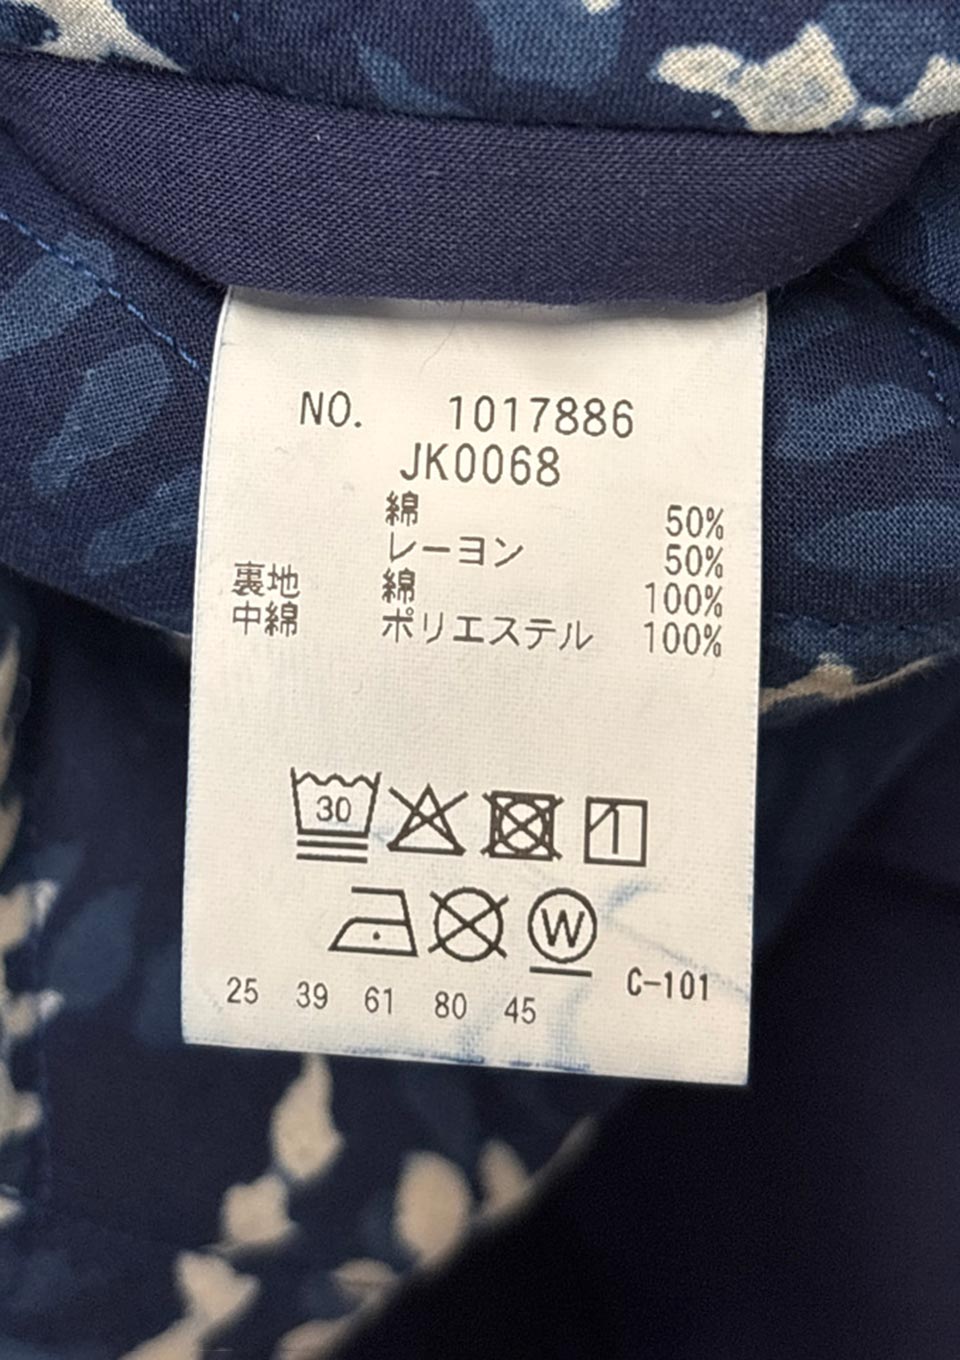 NO. 1017886
JK0068
綿 50%
レーヨン 50%
裏地 綿 100%
中綿 ポリエステル 100%
30
W
C-101
25 39 61 80 45